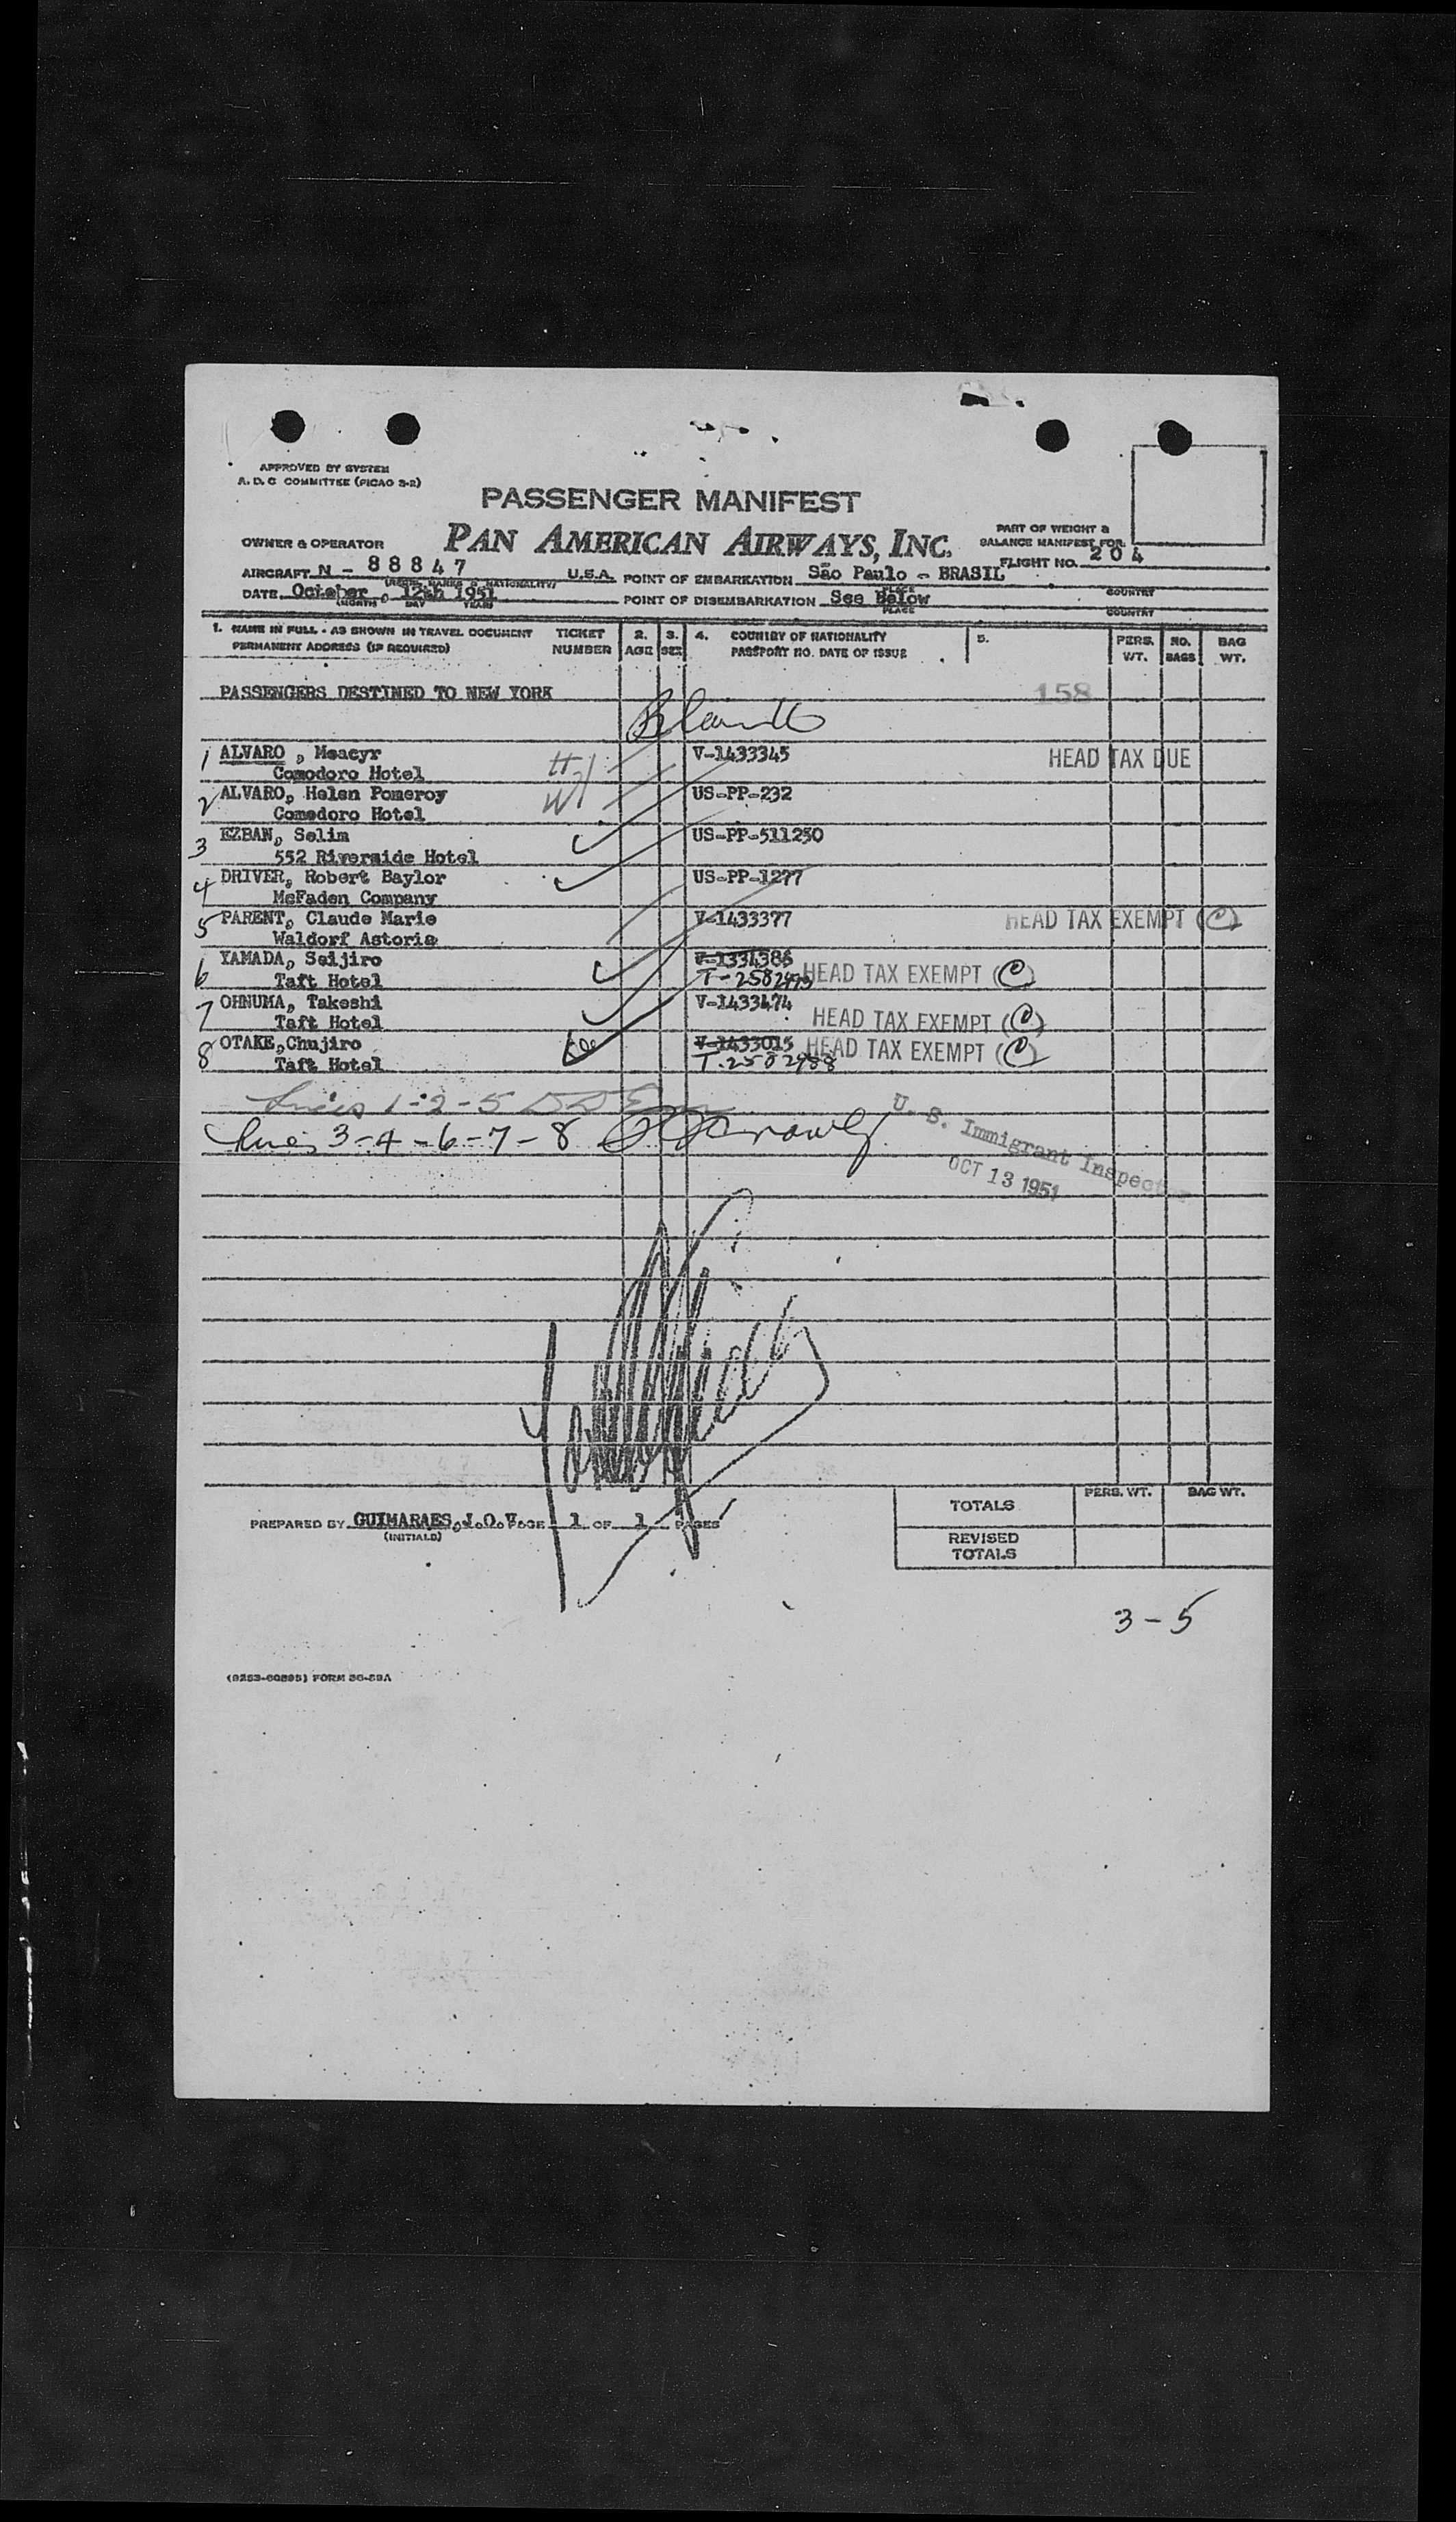 APPROVED BY SYSTEM
A. D. C COMMITTEE (PICAO 3-2)
PASSENGER MANIFEST
OWNER & OPERATOR PAN AMERICAN AIRWAYS, INC.
PART OF WEIGHT &
BALANCE MANIFEST FOR
FLIGHT NO. 204
AIRCRAFT N - 88847 U.S.A. POINT OF EMBARKATION São Paulo - BRASIL
PLACE COUNTRY
DATE October, 12th 1951 POINT OF DISEMBARKATION See Below
(MONTH) DAY YEAR) PLACE COUNTRY
1. NAME IN FULL - AS SHOWN IN TRAVEL DOCUMENT TICKET 2. 3. 4. COUNTRY OF NATIONALITY 5. PERS. NO. BAG
PERMANENT ADDRESS (IF REQUIRED) NUMBER AGE SEX PASSPORT NO. DATE OF ISSUE WT. BAGS WT.
PASSENGERS DESTINED TO NEW YORK 158
1 ALVARO , Moacyr V-1433345 HEAD TAX DUE
Comodoro Hotel H
2 ALVARO, Helen Pomeroy W US-PP-232
Comodoro Hotel
3 EZBAN, Selim US-PP-511250
552 Riverside Hotel
4 DRIVER, Robert Baylor US-PP-1277
McFaden Company
5 PARENT, Claude Marie V-1433377 HEAD TAX EXEMPT (C)
Waldorf Astoria
6 YAMADA, Seijiro V-1334386
Taft Hotel HEAD TAX EXEMPT (C)
7 OHNUMA, Takeshi V-1433474
Taft Hotel HEAD TAX EXEMPT (C)
8 OTAKE,Chujiro V-1433015 HEAD TAX EXEMPT (C)
Taft Hotel
Lines 1-2-5
Lines 3-4-6-7-8
U. S. Immigrant Inspector
OCT 13 1951
PERS. WT. BAG WT.
TOTALS
PREPARED BY GUIMARAES, J.O.V. PAGE 1 OF 1 PAGES
(INITIALS)
REVISED
TOTALS
3-5